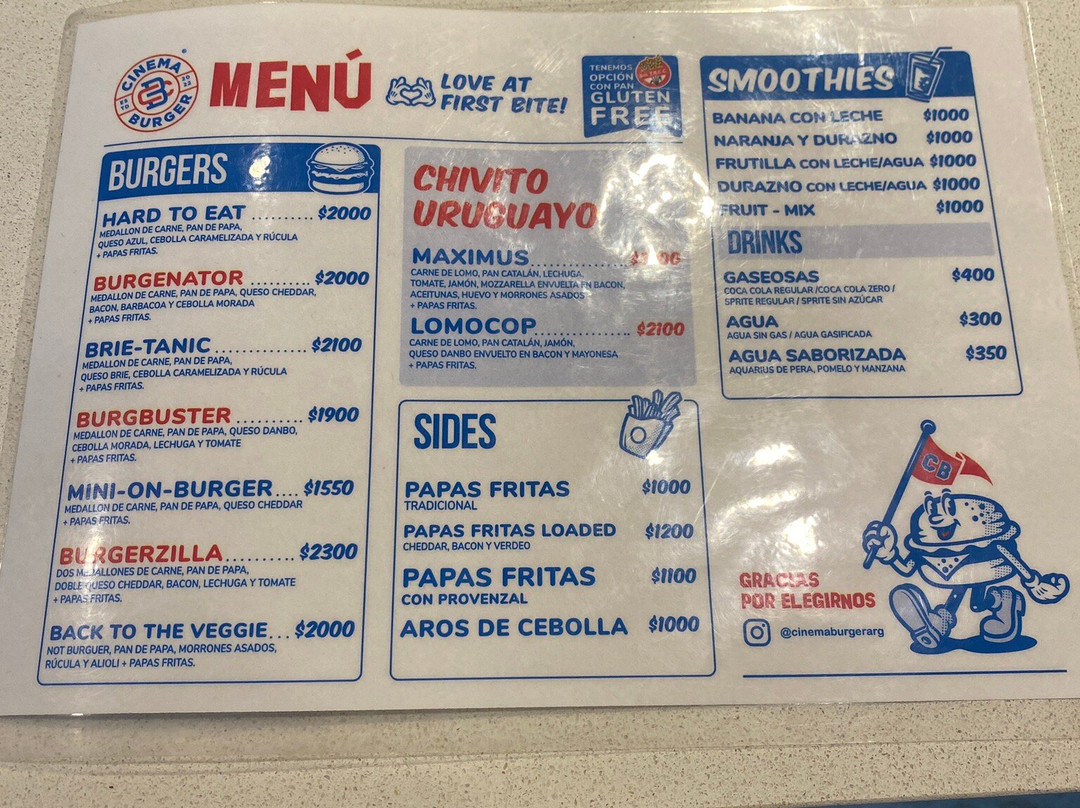 CINEMA BURGER
ESTD 2022
MENÚ
LOVE AT
FIRST BITE!
TENEMOS
OPCIÓN
CON PAN
GLUTEN
FREE
SIN TACC
BURGERS
HARD TO EAT .......... $2000
MEDALLON DE CARNE, PAN DE PAPA,
QUESO AZUL, CEBOLLA CARAMELIZADA Y RÚCULA
+ PAPAS FRITAS.
BURGENATOR ........... $2000
MEDALLON DE CARNE, PAN DE PAPA, QUESO CHEDDAR,
BACON, BARBACOA Y CEBOLLA MORADA
+ PAPAS FRITAS.
BRIE-TANIC ............... $2100
MEDALLON DE CARNE, PAN DE PAPA,
QUESO BRIE, CEBOLLA CARAMELIZADA Y RÚCULA
+ PAPAS FRITAS.
BURGBUSTER ............ $1900
MEDALLON DE CARNE, PAN DE PAPA, QUESO DANBO,
CEBOLLA MORADA, LECHUGA Y TOMATE
+ PAPAS FRITAS.
MINI-ON-BURGER.... $1550
MEDALLON DE CARNE, PAN DE PAPA, QUESO CHEDDAR
+ PAPAS FRITAS.
BURGERZILLA........... $2300
DOS MEDALLONES DE CARNE, PAN DE PAPA,
DOBLE QUESO CHEDDAR, BACON, LECHUGA Y TOMATE
+ PAPAS FRITAS.
BACK TO THE VEGGIE... $2000
NOT BURGUER, PAN DE PAPA, MORRONES ASADOS,
RÚCULA Y ALIOLI + PAPAS FRITAS.
CHIVITO
URUGUAYO
MAXIMUS..............
CARNE DE LOMO, PAN CATALÁN, LECHUGA,
TOMATE, JAMÓN, MOZZARELLA ENVUELTA EN BACON,
ACEITUNAS, HUEVO Y MORRONES ASADOS
+ PAPAS FRITAS.
LOMOCOP .............. $2100
CARNE DE LOMO, PAN CATALÁN, JAMÓN,
QUESO DANBO ENVUELTO EN BACON Y MAYONESA
+ PAPAS FRITAS.
SIDES
PAPAS FRITAS $1000
TRADICIONAL
PAPAS FRITAS LOADED $1200
CHEDDAR, BACON Y VERDEO
PAPAS FRITAS $1100
CON PROVENZAL
AROS DE CEBOLLA $1000
SMOOTHIES
BANANA CON LECHE $1000
NARANJA Y DURAZNO $1000
FRUTILLA CON LECHE/AGUA $1000
DURAZNO CON LECHE/AGUA $1000
FRUIT - MIX $1000
DRINKS
GASEOSAS $400
COCA COLA REGULAR /COCA COLA ZERO /
SPRITE REGULAR / SPRITE SIN AZÚCAR
AGUA $300
AGUA SIN GAS / AGUA GASIFICADA
AGUA SABORIZADA $350
AQUARIUS DE PERA, POMELO Y MANZANA
CB
GRACIAS
POR ELEGIRNOS
@cinemaburgerarg